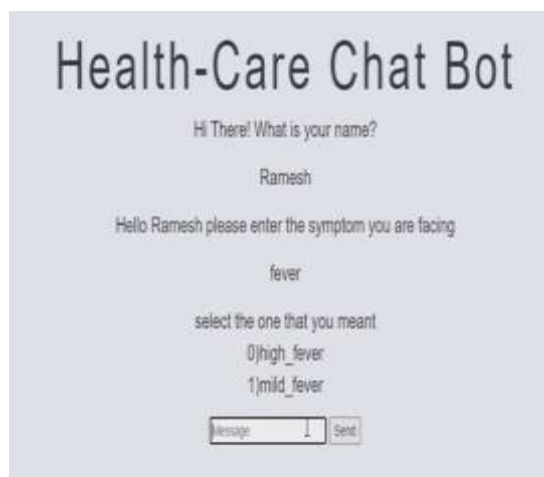 Health-Care Chat Bot
Hi There! What is your name?
Ramesh
Hello Ramesh please enter the symptom you are facing
fever
select the one that you meant
0)high_fever
1)mild_fever
Message Send